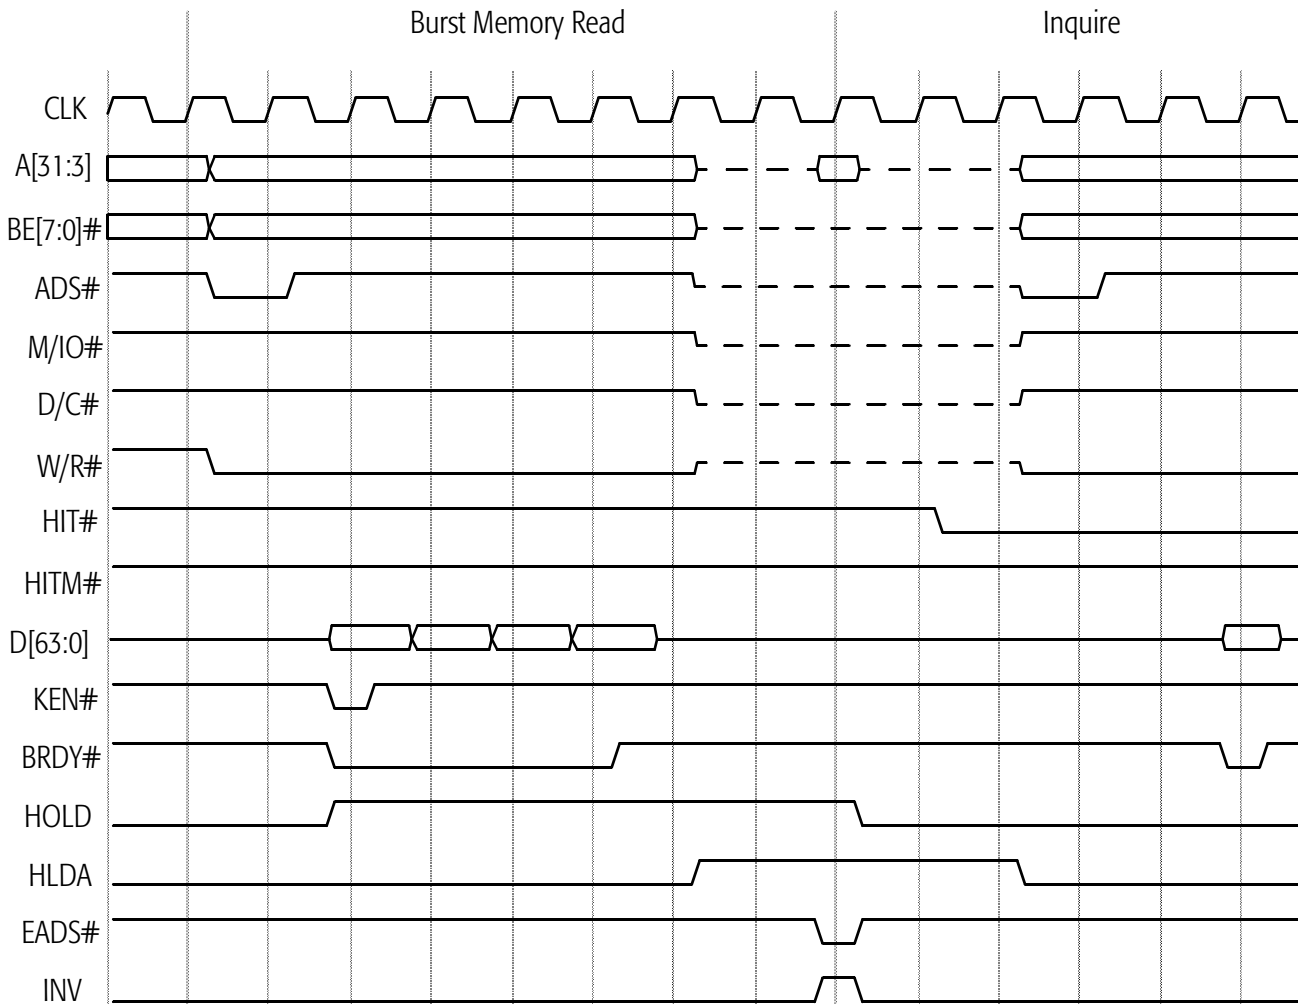 Burst Memory Read
Inquire
CLK
A[31:3]
BE[7:0]#
ADS#
M/IO#
D/C#
W/R#
HIT#
HITM#
D[63:0]
KEN#
BRDY#
HOLD
HLDA
EADS#
INV